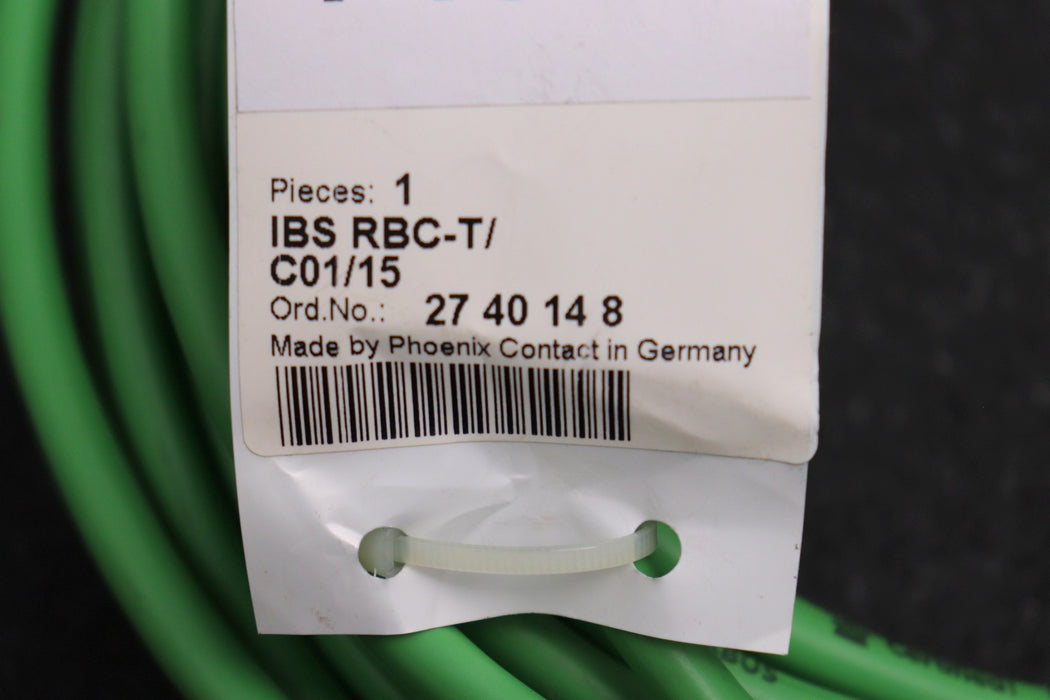 Pieces: 1
IBS RBC-T/
C01/15
Ord.No.: 27 40 14 8
Made by Phoenix Contact in Germany